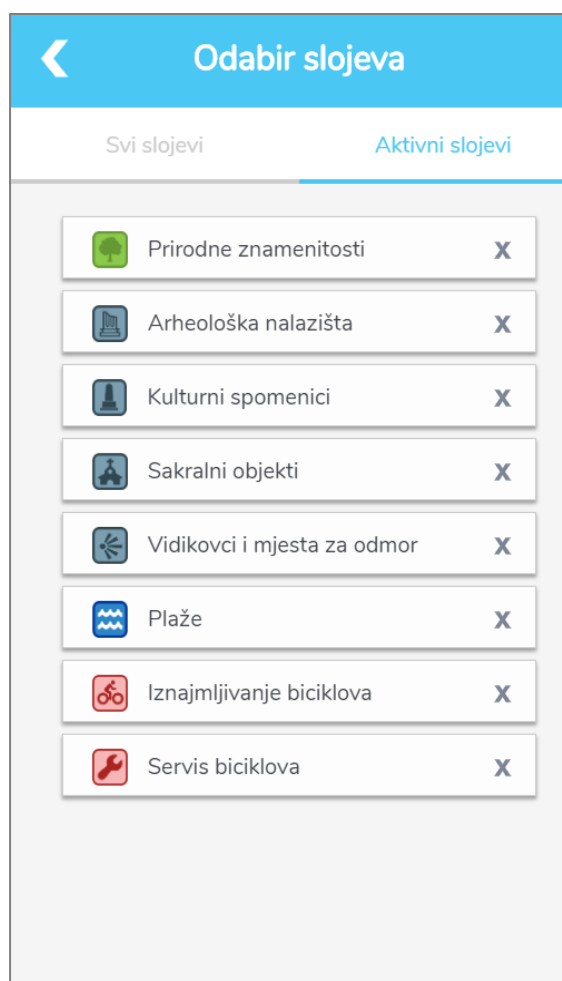 Odabir slojeva
Svi slojevi
Aktivni slojevi
Prirodne znamenitosti X
Arheološka nalazišta X
Kulturni spomenici X
Sakralni objekti X
Vidikovci i mjesta za odmor X
Plaže X
Iznajmljivanje biciklova X
Servis biciklova X